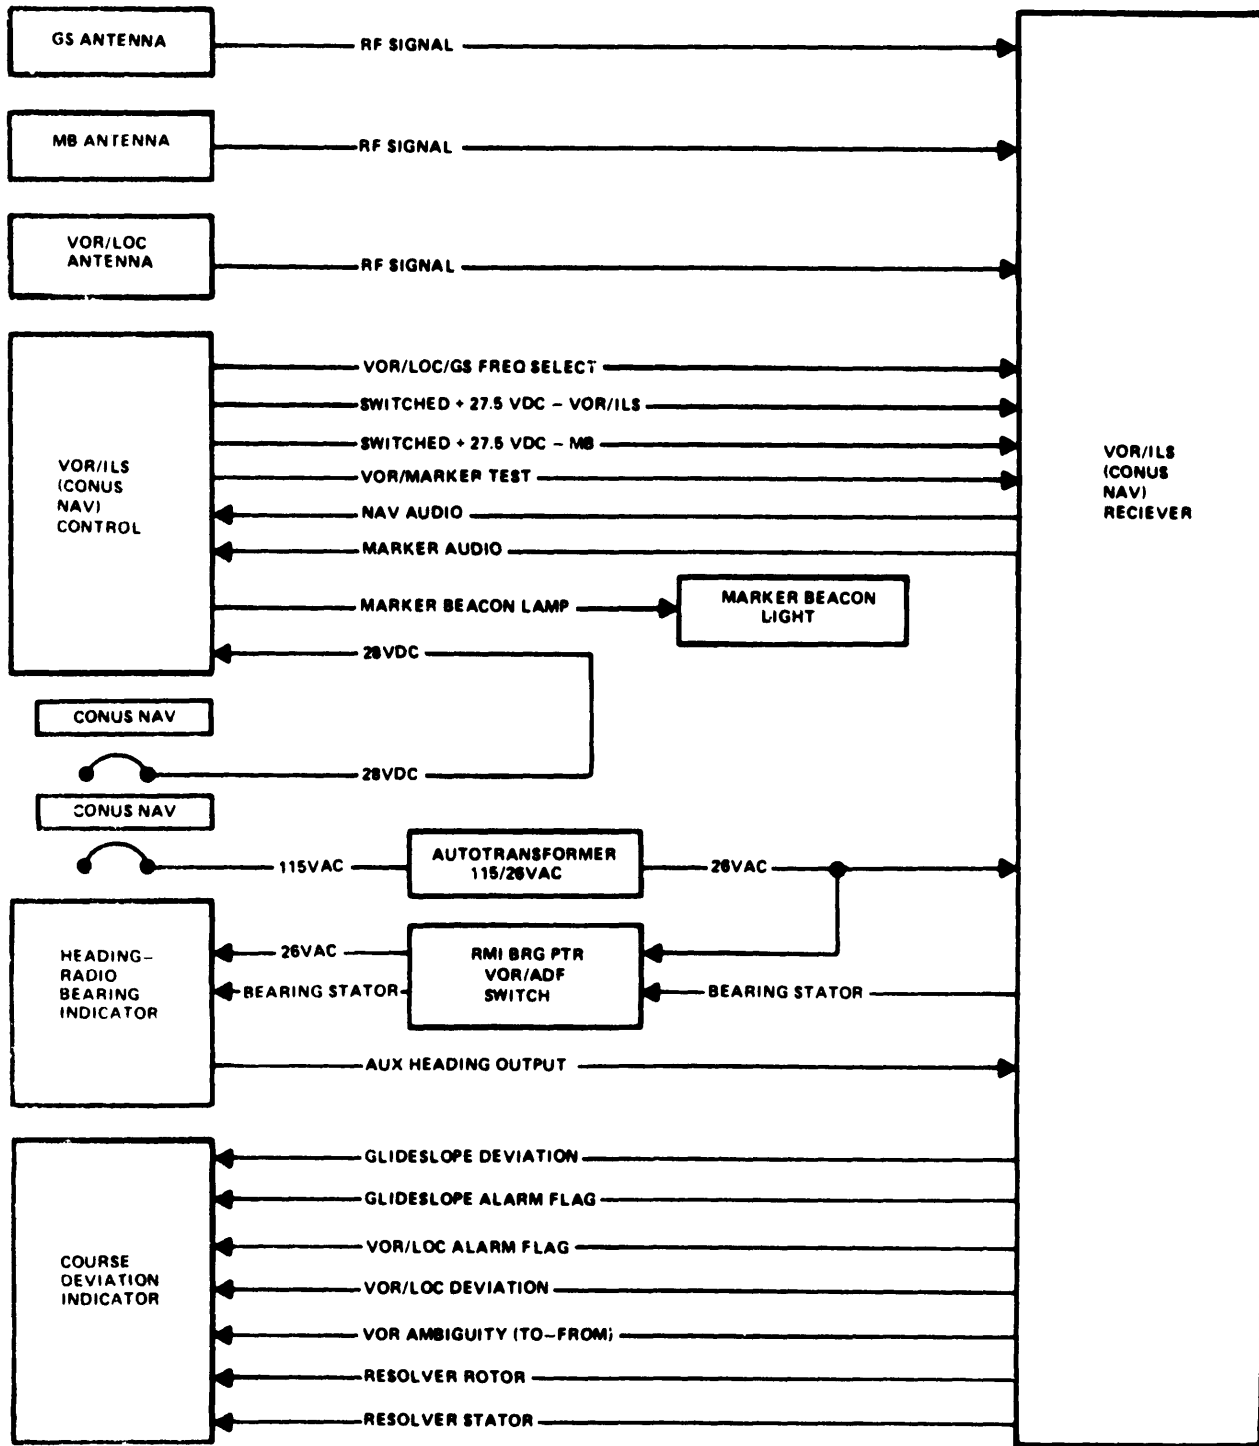 GS ANTENNA
RF SIGNAL
MB ANTENNA
RF SIGNAL
VOR/LOC
ANTENNA
RF SIGNAL
VOR/ILS
(CONUS
NAV)
CONTROL
VOR/LOC/GS FREQ SELECT
SWITCHED + 27.5 VDC – VOR/ILS
SWITCHED + 27.5 VDC – MB
VOR/MARKER TEST
NAV AUDIO
MARKER AUDIO
MARKER BEACON LAMP
MARKER BEACON
LIGHT
28VDC
VOR/ILS
(CONUS
NAV)
RECIEVER
CONUS NAV
28VDC
CONUS NAV
115VAC
AUTOTRANSFORMER
115/26VAC
26VAC
HEADING–
RADIO
BEARING
INDICATOR
26VAC
BEARING STATOR
RMI BRG PTR
VOR/ADF
SWITCH
BEARING STATOR
AUX HEADING OUTPUT
COURSE
DEVIATION
INDICATOR
GLIDESLOPE DEVIATION
GLIDESLOPE ALARM FLAG
VOR/LOC ALARM FLAG
VOR/LOC DEVIATION
VOR AMBIGUITY (TO–FROM)
RESOLVER ROTOR
RESOLVER STATOR